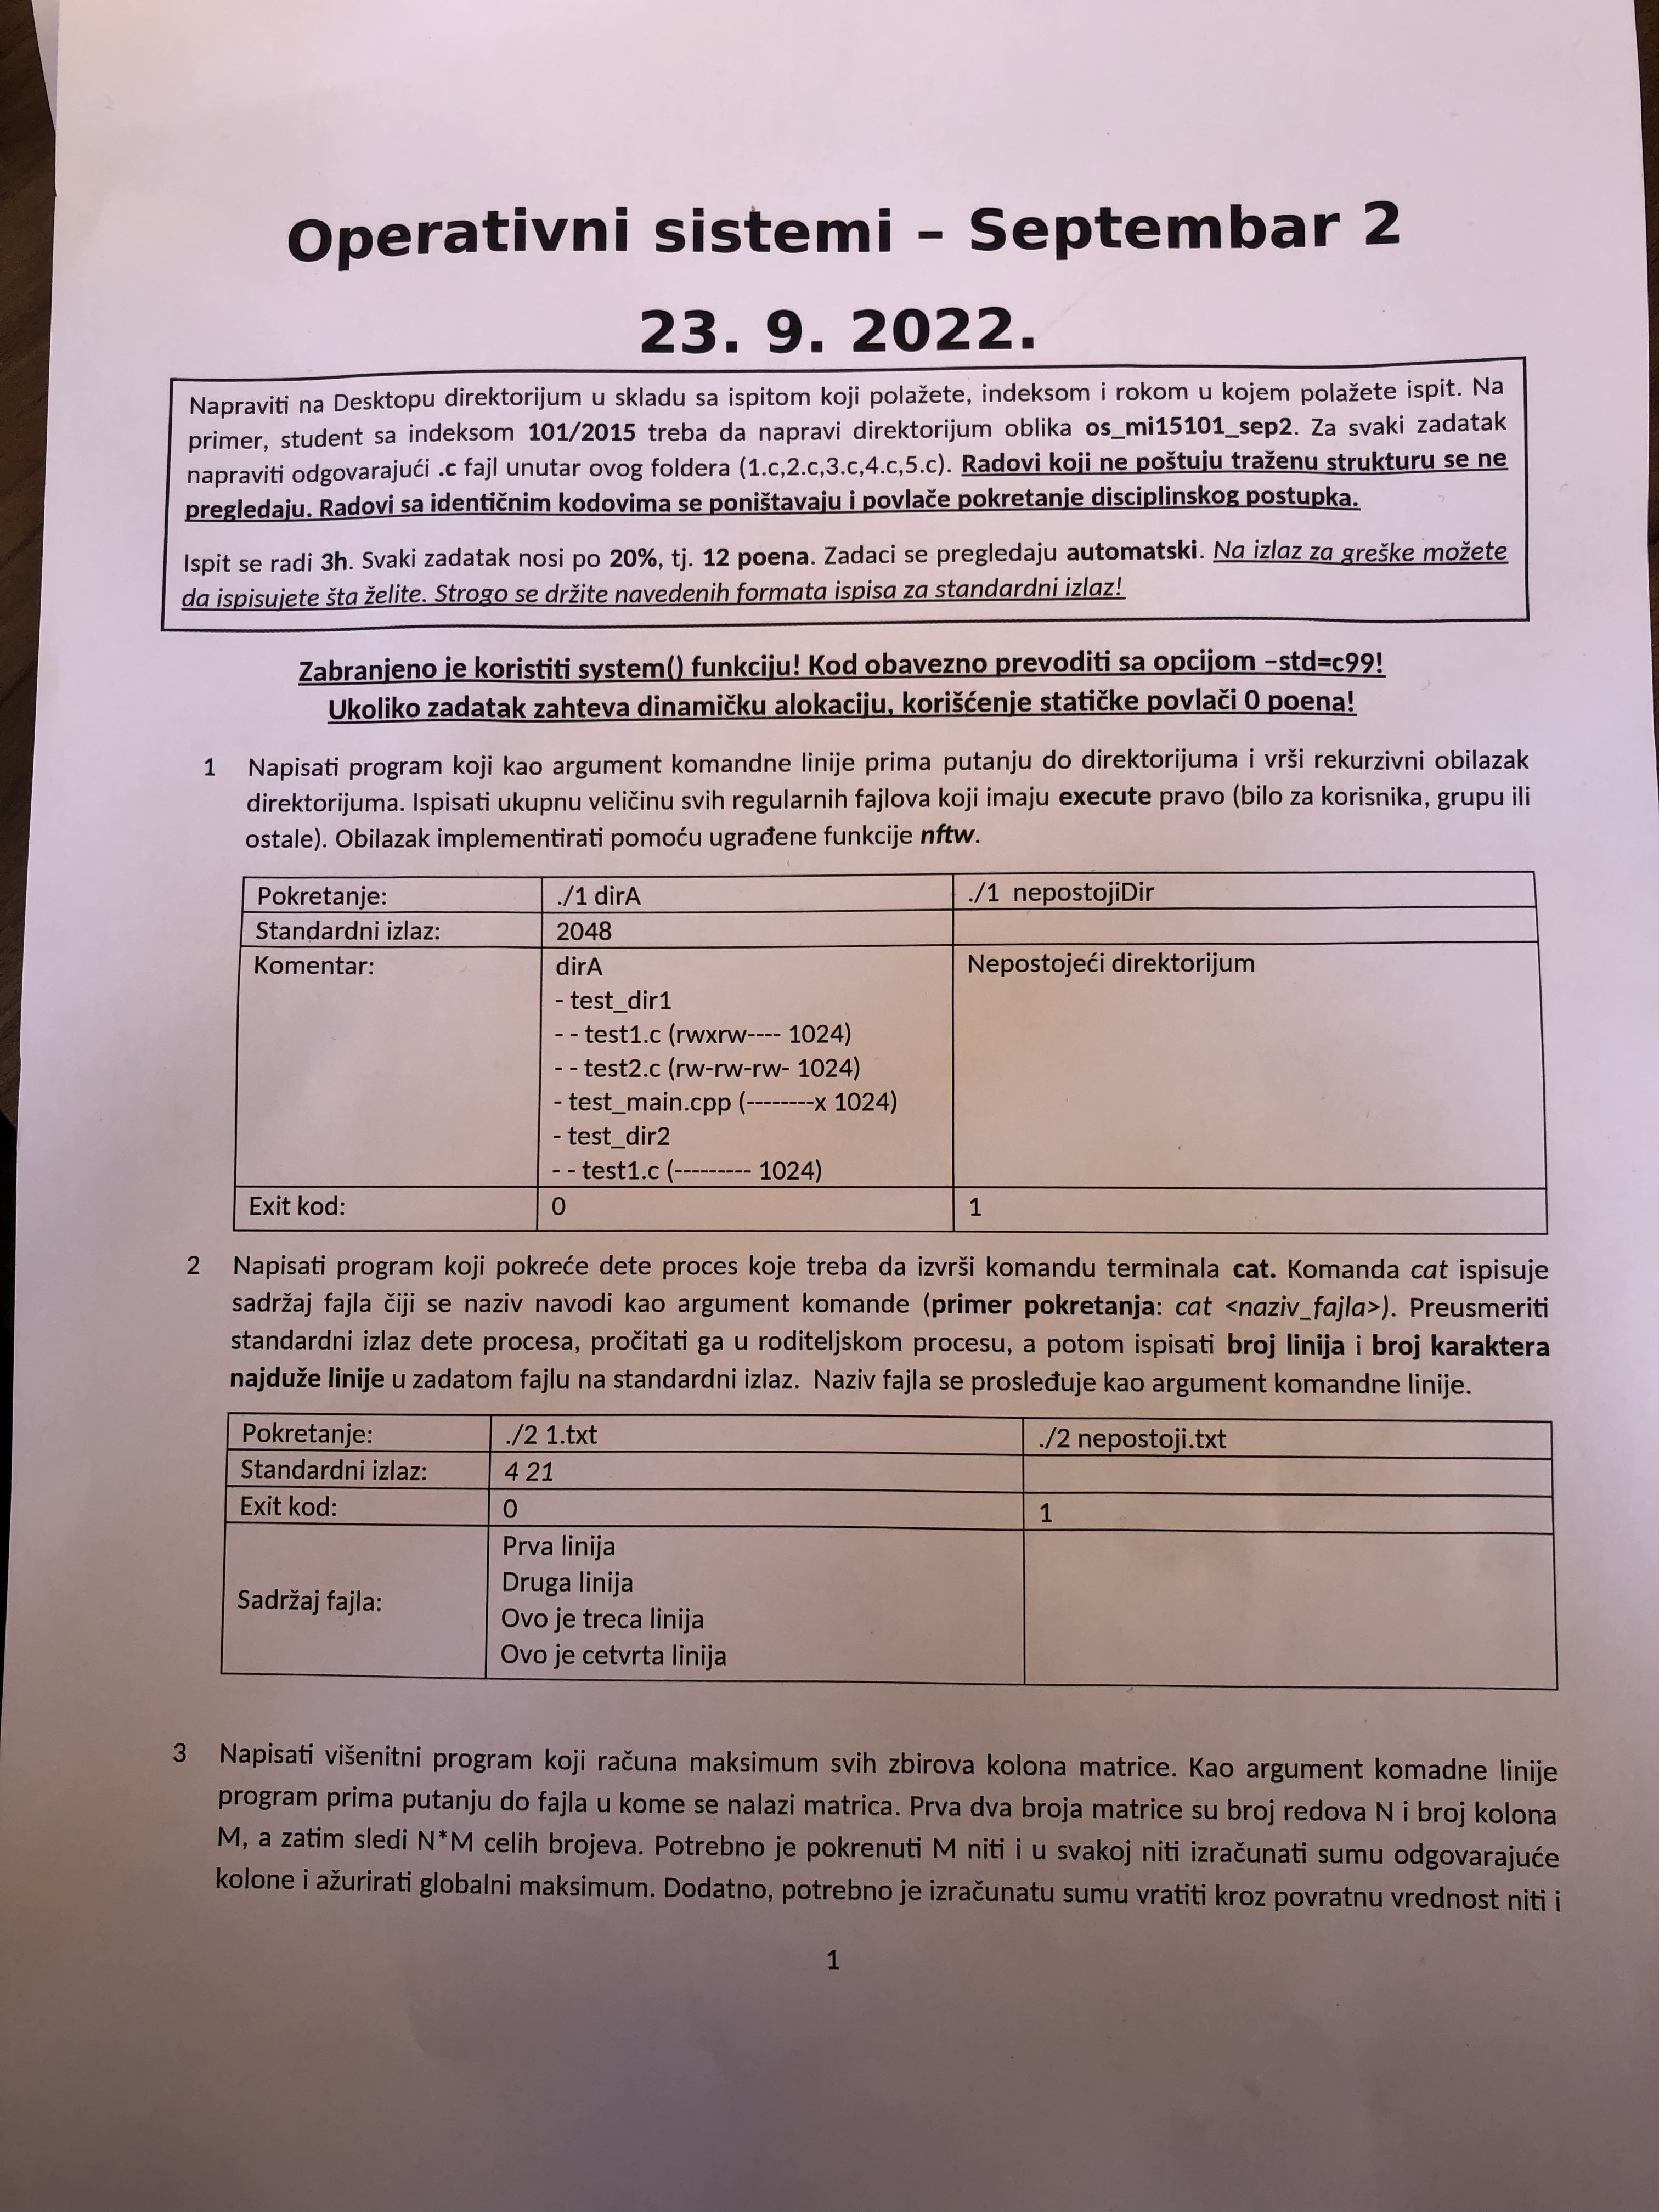 Operativni sistemi – Septembar 2
23. 9. 2022.
Napraviti na Desktopu direktorijum u skladu sa ispitom koji polažete, indeksom i rokom u kojem polažete ispit. Na
primer, student sa indeksom 101/2015 treba da napravi direktorijum oblika os_mi15101_sep2. Za svaki zadatak
napraviti odgovarajući .c fajl unutar ovog foldera (1.c,2.c,3.c,4.c,5.c). Radovi koji ne poštuju traženu strukturu se ne
pregledaju. Radovi sa identičnim kodovima se poništavaju i povlače pokretanje disciplinskog postupka.
Ispit se radi 3h. Svaki zadatak nosi po 20%, tj. 12 poena. Zadaci se pregledaju automatski. Na izlaz za greške možete
da ispisujete šta želite. Strogo se držite navedenih formata ispisa za standardni izlaz!
Zabranjeno je koristiti system() funkciju! Kod obavezno prevoditi sa opcijom –std=c99!
Ukoliko zadatak zahteva dinamičku alokaciju, korišćenje statičke povlači 0 poena!
1 Napisati program koji kao argument komandne linije prima putanju do direktorijuma i vrši rekurzivni obilazak
direktorijuma. Ispisati ukupnu veličinu svih regularnih fajlova koji imaju execute pravo (bilo za korisnika, grupu ili
ostale). Obilazak implementirati pomoću ugrađene funkcije nftw.
Pokretanje: ./1 dirA ./1 nepostojiDir
Standardni izlaz: 2048
Komentar: dirA Nepostojeći direktorijum
- test_dir1
- - test1.c (rwxrw---- 1024)
- - test2.c (rw-rw-rw- 1024)
- test_main.cpp (--------x 1024)
- test_dir2
- - test1.c (--------- 1024)
Exit kod: 0 1
2 Napisati program koji pokreće dete proces koje treba da izvrši komandu terminala cat. Komanda cat ispisuje
sadržaj fajla čiji se naziv navodi kao argument komande (primer pokretanja: cat <naziv_fajla>). Preusmeriti
standardni izlaz dete procesa, pročitati ga u roditeljskom procesu, a potom ispisati broj linija i broj karaktera
najduže linije u zadatom fajlu na standardni izlaz. Naziv fajla se prosleđuje kao argument komandne linije.
Pokretanje: ./2 1.txt ./2 nepostoji.txt
Standardni izlaz: 4 21
Exit kod: 0 1
Sadržaj fajla: Prva linija
Druga linija
Ovo je treca linija
Ovo je cetvrta linija
3 Napisati višenitni program koji računa maksimum svih zbirova kolona matrice. Kao argument komadne linije
program prima putanju do fajla u kome se nalazi matrica. Prva dva broja matrice su broj redova N i broj kolona
M, a zatim sledi N*M celih brojeva. Potrebno je pokrenuti M niti i u svakoj niti izračunati sumu odgovarajuće
kolone i ažurirati globalni maksimum. Dodatno, potrebno je izračunatu sumu vratiti kroz povratnu vrednost niti i
1